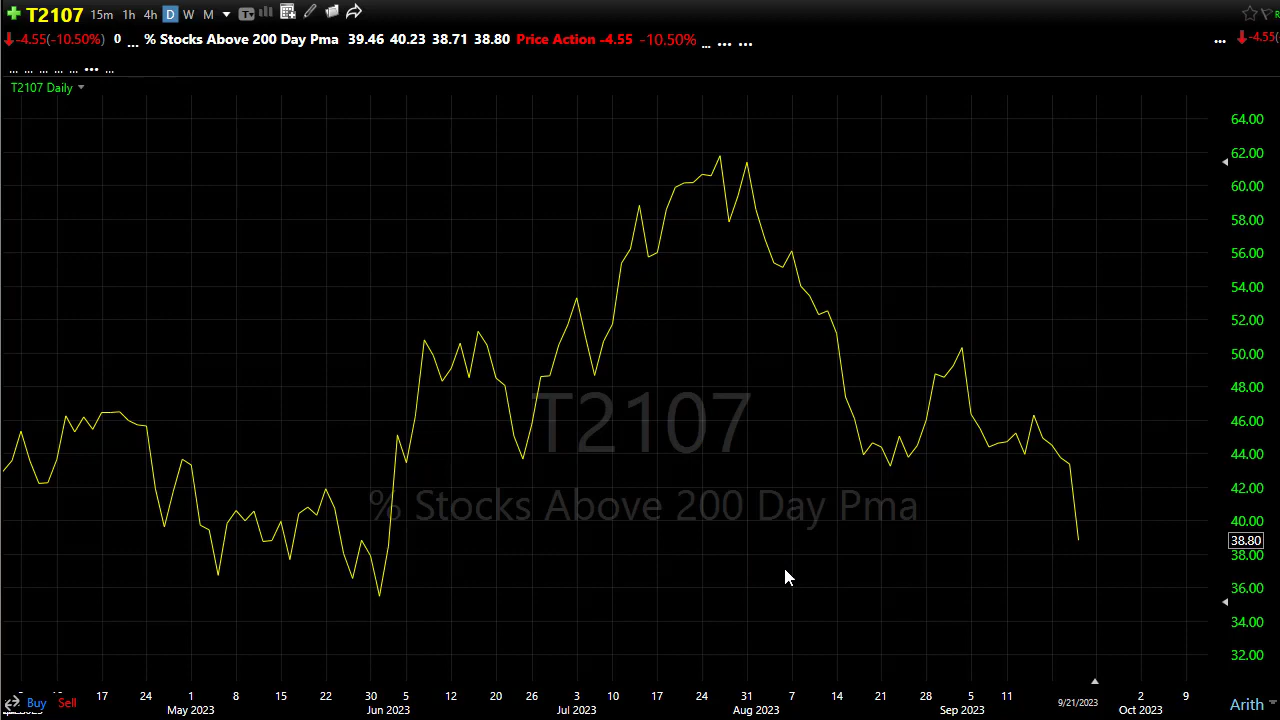 T2107 15m 1h 4h D W M
-4.55(-10.50%) 0 ... % Stocks Above 200 Day Pma 39.46 40.23 38.71 38.80 Price Action -4.55 -10.50% ... ... ... ... -4.55(
... ... ... ... ... ... ...
T2107 Daily
64.00
62.00
60.00
58.00
56.00
54.00
52.00
50.00
48.00
46.00
44.00
42.00
40.00
38.80
38.00
36.00
34.00
32.00
T2107
% Stocks Above 200 Day Pma
17 24 1 8 15 22 30 5 12 20 26 3 10 17 24 31 7 14 21 28 5 11 2 9
Buy Sell May 2023 Jun 2023 Jul 2023 Aug 2023 Sep 2023 9/21/2023 Oct 2023 Arith